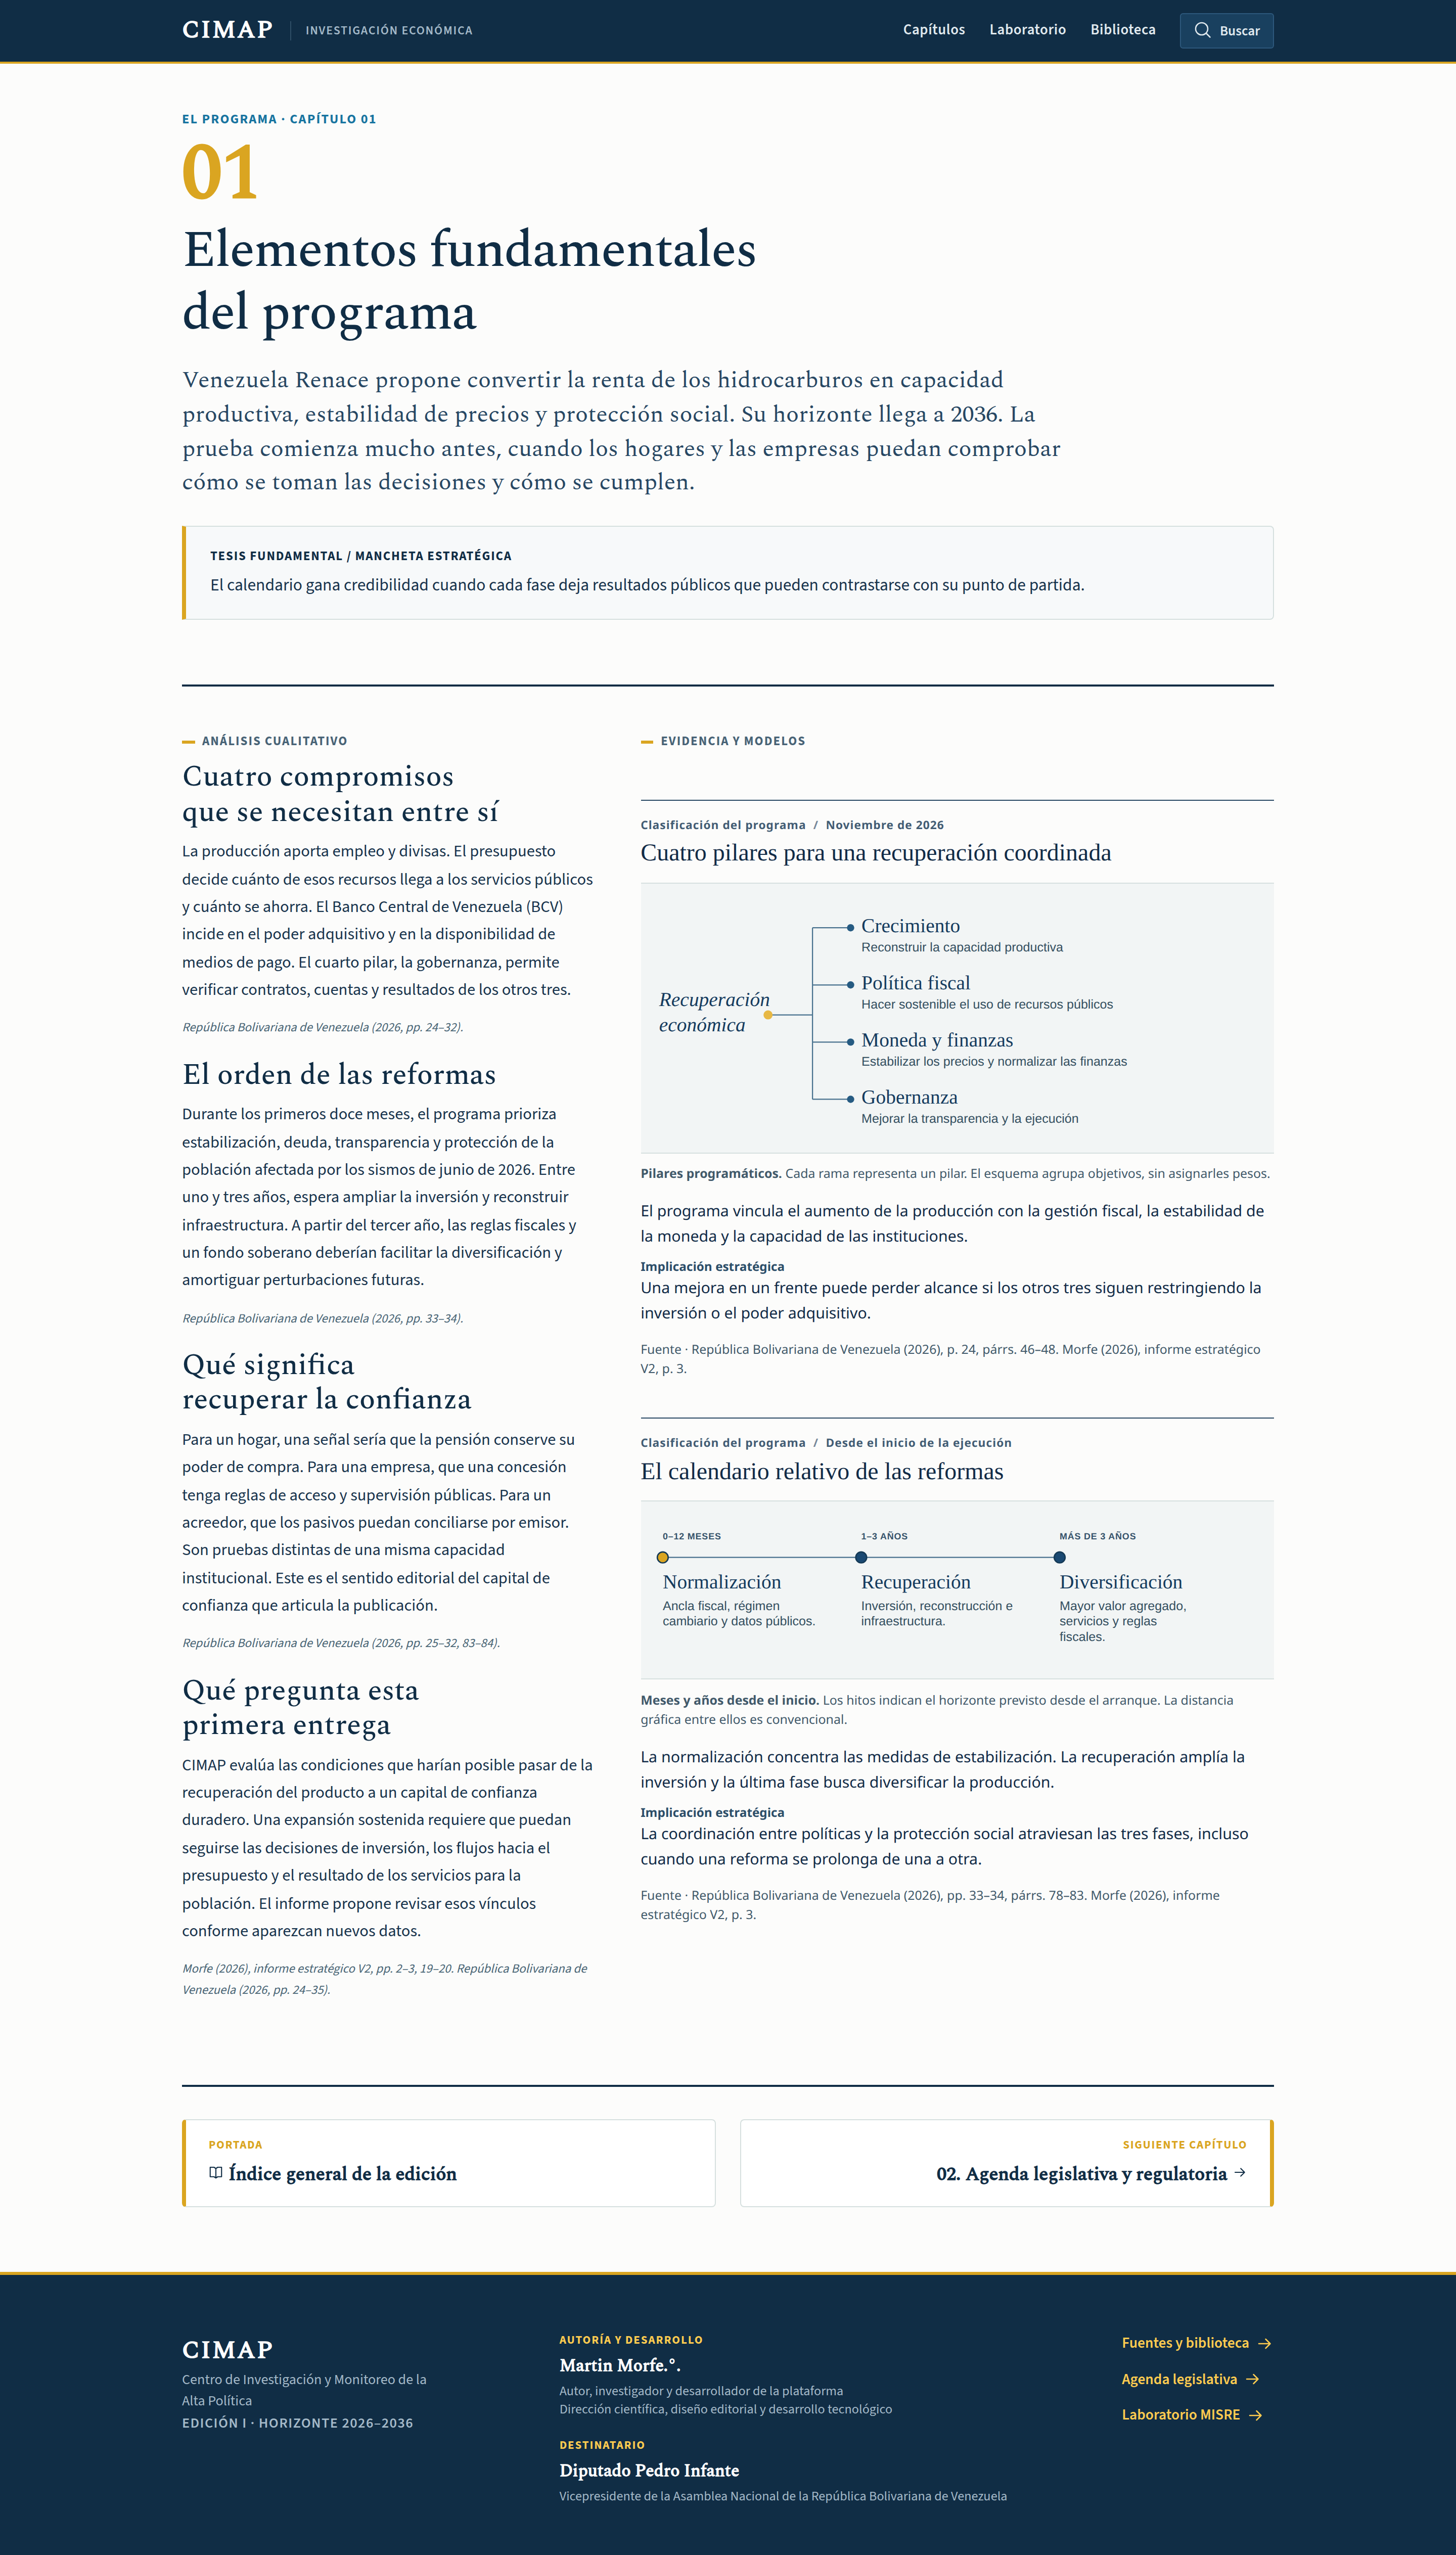 CIMAP
INVESTIGACIÓN ECONÓMICA
Capítulos
Laboratorio
Biblioteca
Buscar
EL PROGRAMA · CAPÍTULO 01
01
Elementos fundamentales
del programa
Venezuela Renace propone convertir la renta de los hidrocarburos en capacidad
productiva, estabilidad de precios y protección social. Su horizonte llega a 2036. La
prueba comienza mucho antes, cuando los hogares y las empresas puedan comprobar
cómo se toman las decisiones y cómo se cumplen.
TESIS FUNDAMENTAL / MANCHETA ESTRATÉGICA
El calendario gana credibilidad cuando cada fase deja resultados públicos que pueden contrastarse con su punto de partida.
ANÁLISIS CUALITATIVO
Cuatro compromisos
que se necesitan entre sí
La producción aporta empleo y divisas. El presupuesto
decide cuánto de esos recursos llega a los servicios públicos
y cuánto se ahorra. El Banco Central de Venezuela (BCV)
incide en el poder adquisitivo y en la disponibilidad de
medios de pago. El cuarto pilar, la gobernanza, permite
verificar contratos, cuentas y resultados de los otros tres.
República Bolivariana de Venezuela (2026, pp. 24–32).
El orden de las reformas
Durante los primeros doce meses, el programa prioriza
estabilización, deuda, transparencia y protección de la
población afectada por los sismos de junio de 2026. Entre
uno y tres años, espera ampliar la inversión y reconstruir
infraestructura. A partir del tercer año, las reglas fiscales y
un fondo soberano deberían facilitar la diversificación y
amortiguar perturbaciones futuras.
República Bolivariana de Venezuela (2026, pp. 33–34).
Qué significa
recuperar la confianza
Para un hogar, una señal sería que la pensión conserve su
poder de compra. Para una empresa, que una concesión
tenga reglas de acceso y supervisión públicas. Para un
acreedor, que los pasivos puedan conciliarse por emisor.
Son pruebas distintas de una misma capacidad
institucional. Este es el sentido editorial del capital de
confianza que articula la publicación.
República Bolivariana de Venezuela (2026, pp. 25–32, 83–84).
Qué pregunta esta
primera entrega
CIMAP evalúa las condiciones que harían posible pasar de la
recuperación del producto a un capital de confianza
duradero. Una expansión sostenida requiere que puedan
seguirse las decisiones de inversión, los flujos hacia el
presupuesto y el resultado de los servicios para la
población. El informe propone revisar esos vínculos
conforme aparezcan nuevos datos.
Morfe (2026), informe estratégico V2, pp. 2–3, 19–20. República Bolivariana de
Venezuela (2026, pp. 24–35).
EVIDENCIA Y MODELOS
Clasificación del programa / Noviembre de 2026
Cuatro pilares para una recuperación coordinada
Recuperación
económica
Crecimiento
Reconstruir la capacidad productiva
Política fiscal
Hacer sostenible el uso de recursos públicos
Moneda y finanzas
Estabilizar los precios y normalizar las finanzas
Gobernanza
Mejorar la transparencia y la ejecución
Pilares programáticos. Cada rama representa un pilar. El esquema agrupa objetivos, sin asignarles pesos.
El programa vincula el aumento de la producción con la gestión fiscal, la estabilidad de
la moneda y la capacidad de las instituciones.
Implicación estratégica
Una mejora en un frente puede perder alcance si los otros tres siguen restringiendo la
inversión o el poder adquisitivo.
Fuente · República Bolivariana de Venezuela (2026), p. 24, párrs. 46–48. Morfe (2026), informe estratégico
V2, p. 3.
Clasificación del programa / Desde el inicio de la ejecución
El calendario relativo de las reformas
0–12 MESES
Normalización
Ancla fiscal, régimen
cambiario y datos públicos.
1–3 AÑOS
Recuperación
Inversión, reconstrucción e
infraestructura.
MÁS DE 3 AÑOS
Diversificación
Mayor valor agregado,
servicios y reglas
fiscales.
Meses y años desde el inicio. Los hitos indican el horizonte previsto desde el arranque. La distancia
gráfica entre ellos es convencional.
La normalización concentra las medidas de estabilización. La recuperación amplía la
inversión y la última fase busca diversificar la producción.
Implicación estratégica
La coordinación entre políticas y la protección social atraviesan las tres fases, incluso
cuando una reforma se prolonga de una a otra.
Fuente · República Bolivariana de Venezuela (2026), pp. 33–34, párrs. 78–83. Morfe (2026), informe
estratégico V2, p. 3.
PORTADA
Índice general de la edición
SIGUIENTE CAPÍTULO
02. Agenda legislativa y regulatoria →
CIMAP
Centro de Investigación y Monitoreo de la
Alta Política
EDICIÓN I · HORIZONTE 2026–2036
AUTORÍA Y DESARROLLO
Martin Morfe.°.
Autor, investigador y desarrollador de la plataforma
Dirección científica, diseño editorial y desarrollo tecnológico
DESTINATARIO
Diputado Pedro Infante
Vicepresidente de la Asamblea Nacional de la República Bolivariana de Venezuela
Fuentes y biblioteca →
Agenda legislativa →
Laboratorio MISRE →